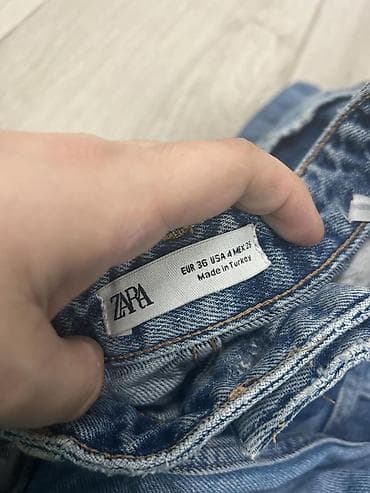 ZARA
EUR 36 USA 4 MEX 26
Made in Turkey